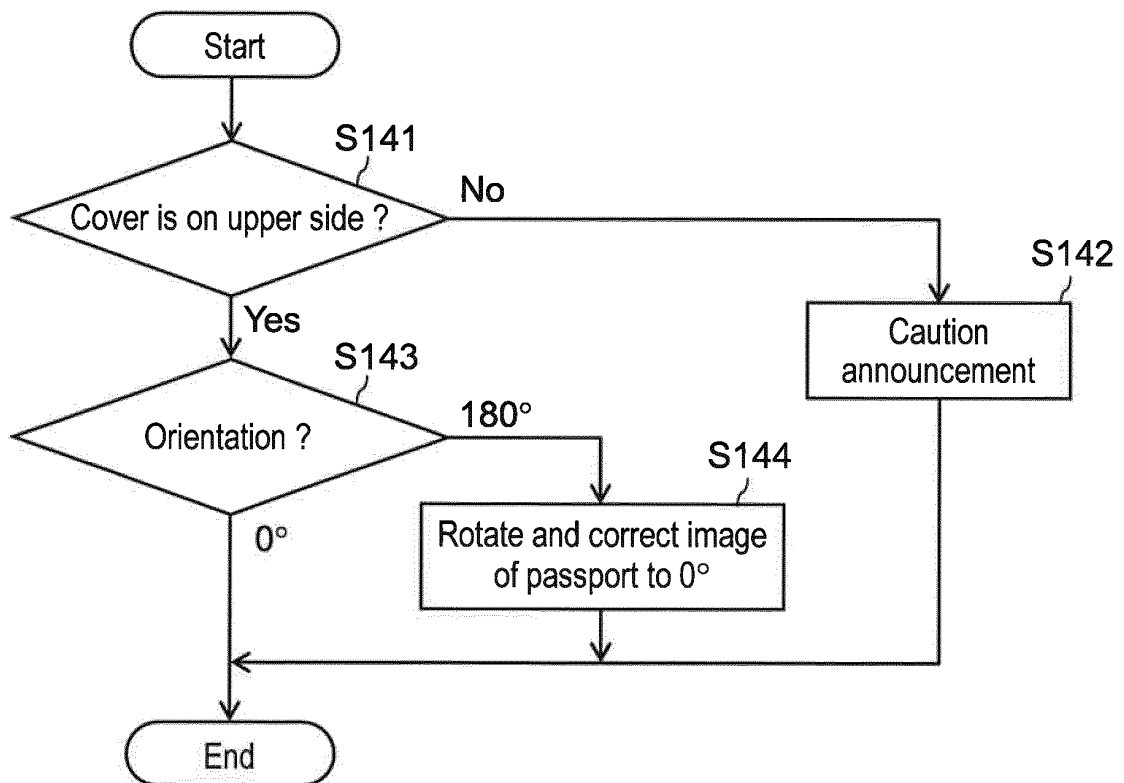 Start
S141
Cover is on upper side ?
No
Yes
S142
Caution
announcement
S143
Orientation ?
180°
0°
S144
Rotate and correct image
of passport to 0°
End